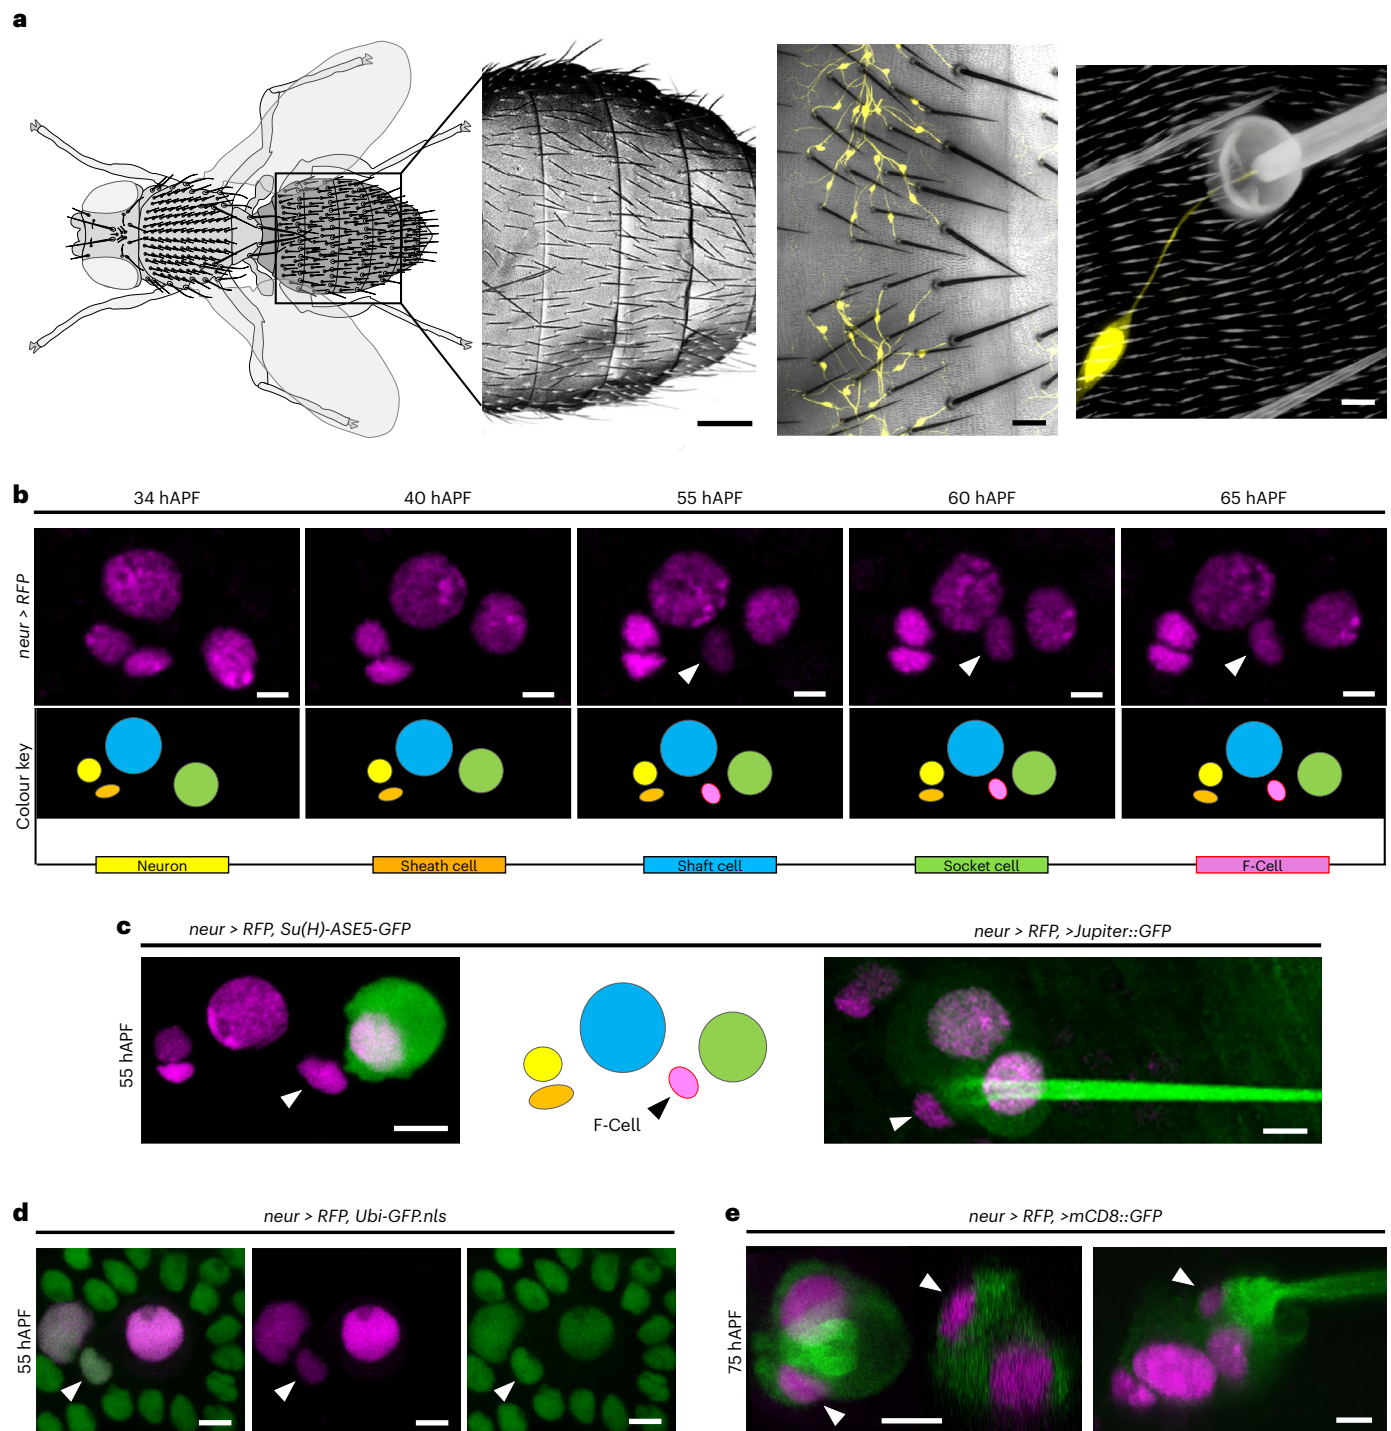 a
b
34 hAPF
40 hAPF
55 hAPF
60 hAPF
65 hAPF
neur > RFP
Colour key
Neuron
Sheath cell
Shaft cell
Socket cell
F-Cell
c
neur > RFP, Su(H)-ASE5-GFP
neur > RFP, >Jupiter::GFP
55 hAPF
F-Cell
d
neur > RFP, Ubi-GFP.nls
55 hAPF
e
neur > RFP, >mCD8::GFP
75 hAPF